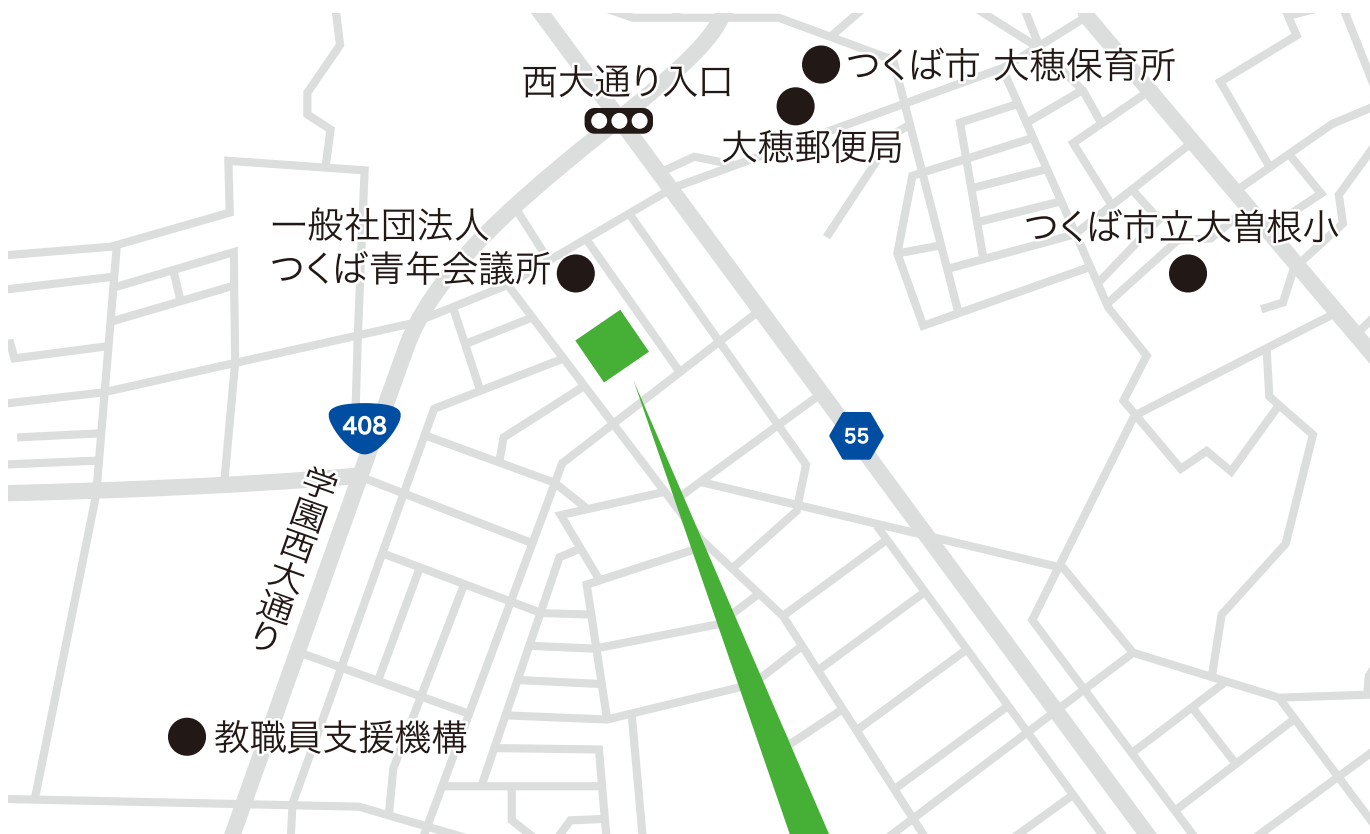 つくば市 大穂保育所
西大通り入口
大穂郵便局
一般社団法人
つくば青年会議所
つくば市立大曽根小
408
55
学園西大通り
教職員支援機構